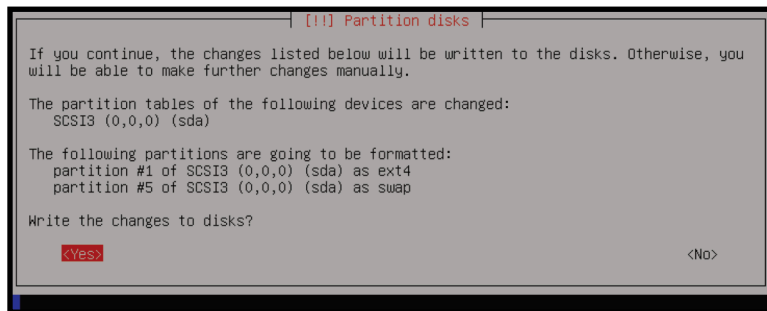 [!!] Partition disks
If you continue, the changes listed below will be written to the disks. Otherwise, you
will be able to make further changes manually.
The partition tables of the following devices are changed:
SCSI3 (0,0,0) (sda)
The following partitions are going to be formatted:
partition #1 of SCSI3 (0,0,0) (sda) as ext4
partition #5 of SCSI3 (0,0,0) (sda) as swap
Write the changes to disks?
<Yes> <No>